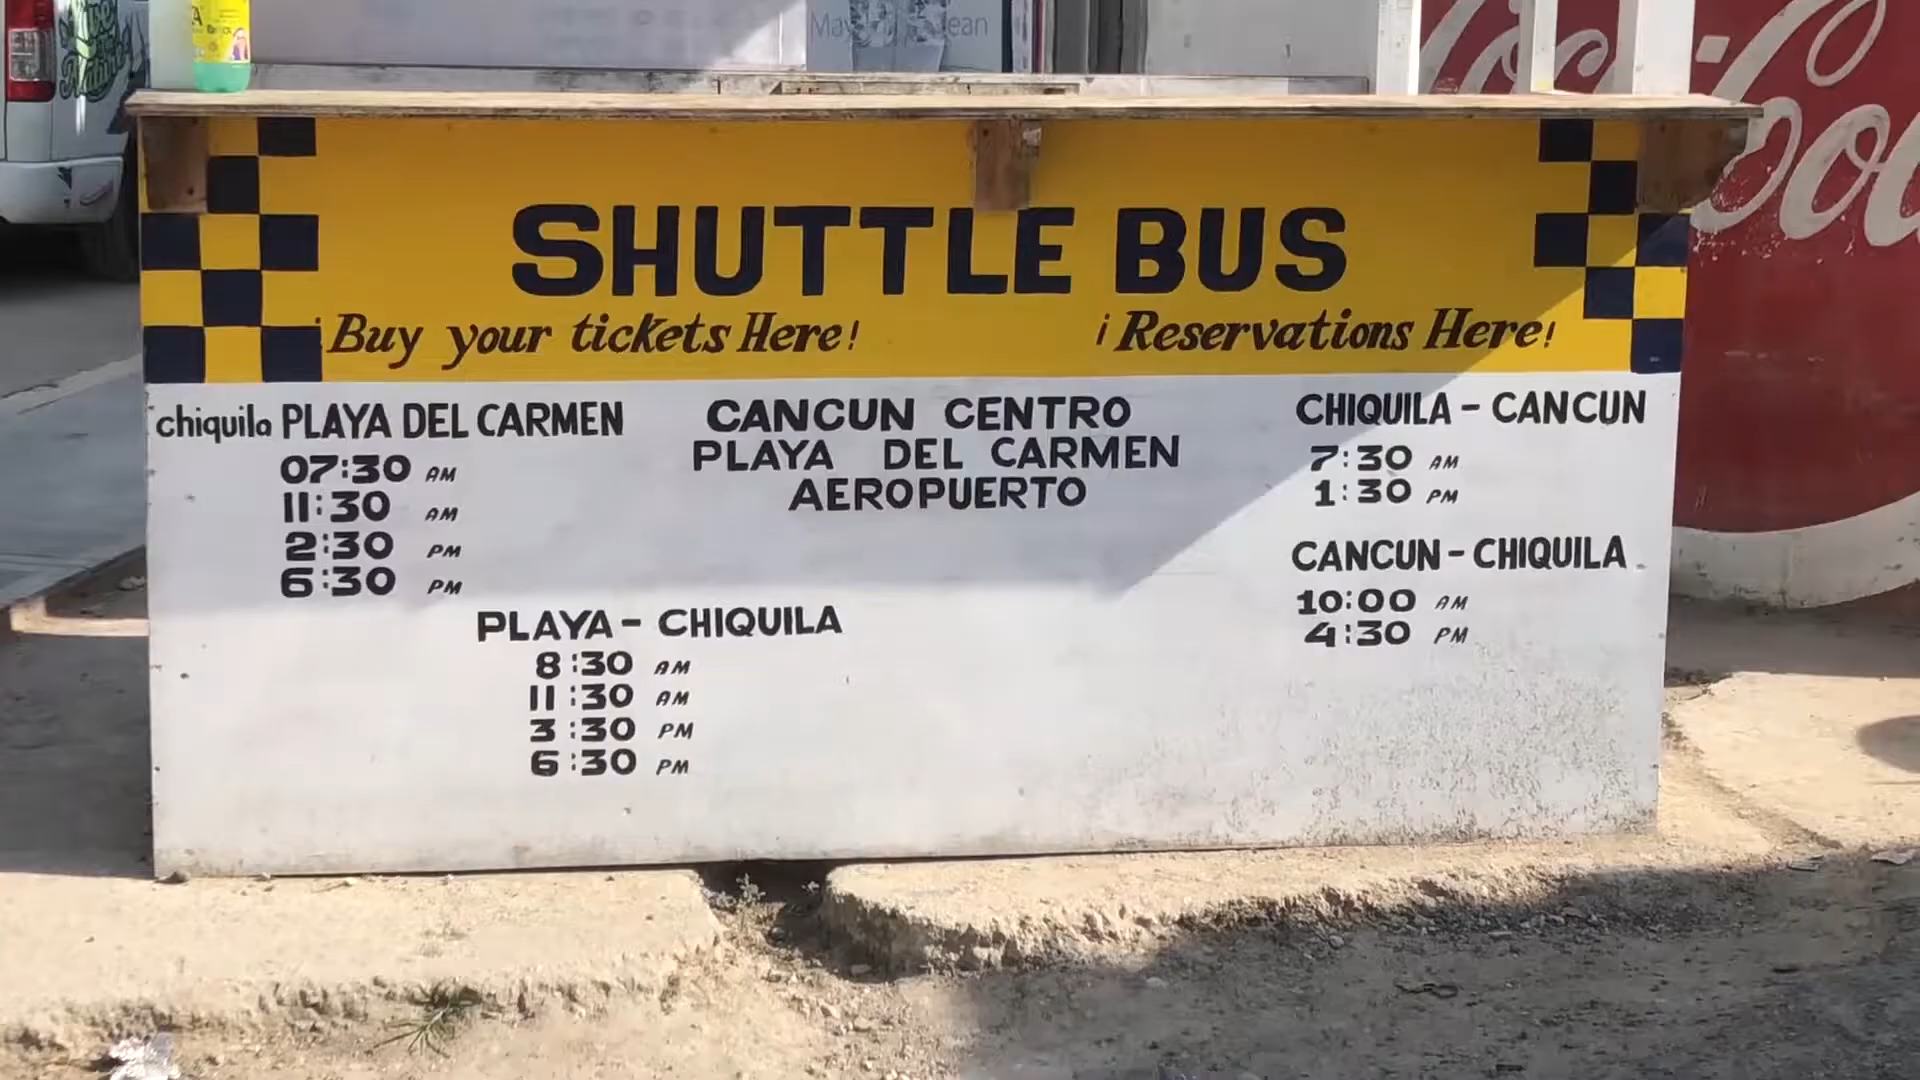 SHUTTLE BUS
¡Buy your tickets Here!
¡Reservations Here!
chiquila PLAYA DEL CARMEN
07:30 AM
11:30 AM
2:30 PM
6:30 PM
PLAYA - CHIQUILA
8:30 AM
11:30 AM
3:30 PM
6:30 PM
CANCUN CENTRO
PLAYA DEL CARMEN
AEROPUERTO
CHIQUILA - CANCUN
7:30 AM
1:30 PM
CANCUN - CHIQUILA
10:00 AM
4:30 PM